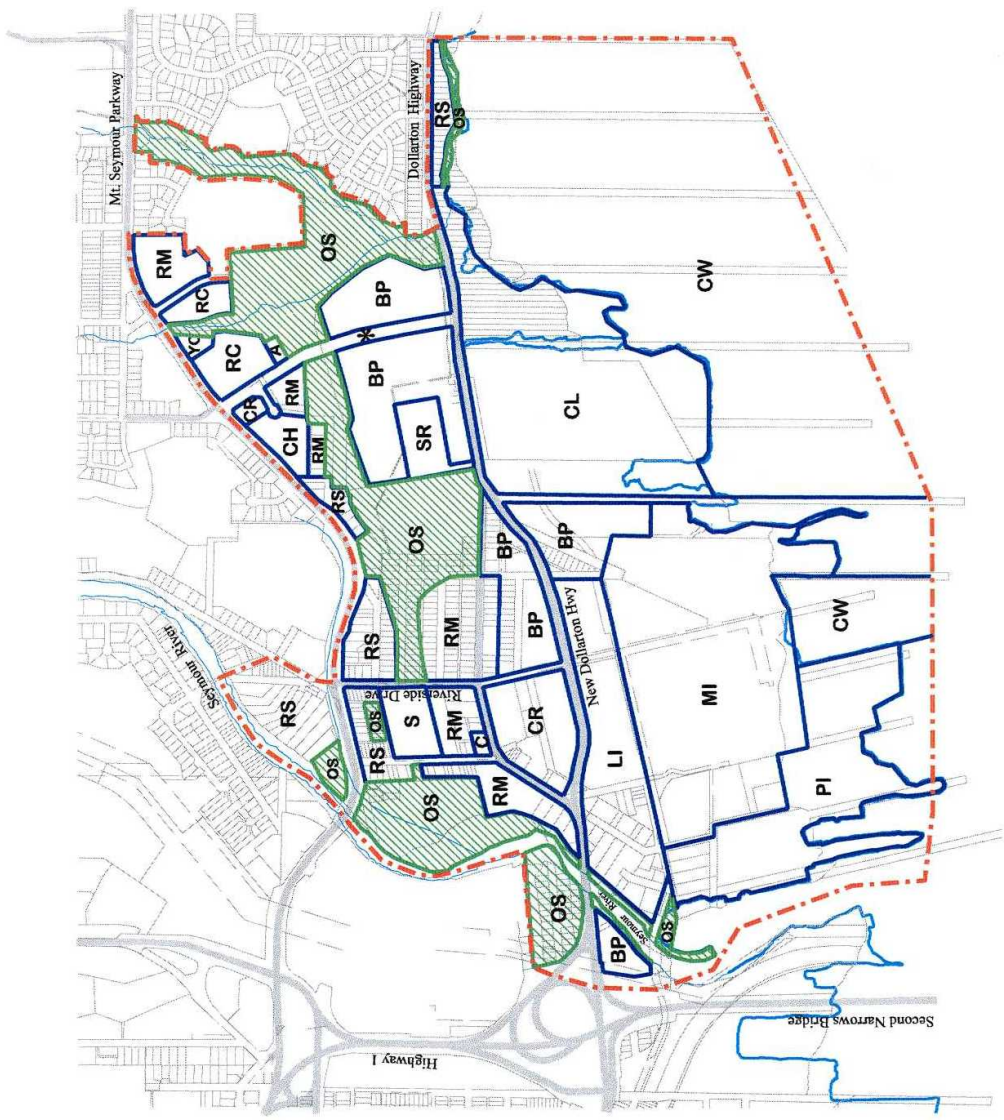 Mt. Seymour Parkway
Dollarton Highway
RS
OS
RM
OS
RC
BP
CW
YC
RC
A
*
BP
CR
RM
CL
CH
RM
SR
RS
OS
BP
BP
Seymour River
RS
RM
BP
New Dollarton Hwy
CW
Riverside Drive
RS
OS
S
RM
C
CR
MI
OS
RS
LI
OS
RM
PI
OS
Seymour River
BP
OS
Highway 1
Second Narrows Bridge